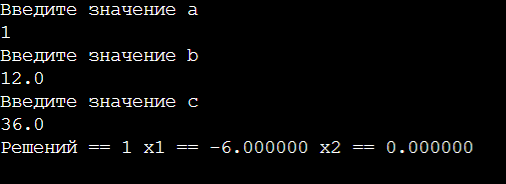 Введите значение a
1
Введите значение b
12.0
Введите значение c
36.0
Решений == 1 x1 == -6.000000 x2 == 0.000000